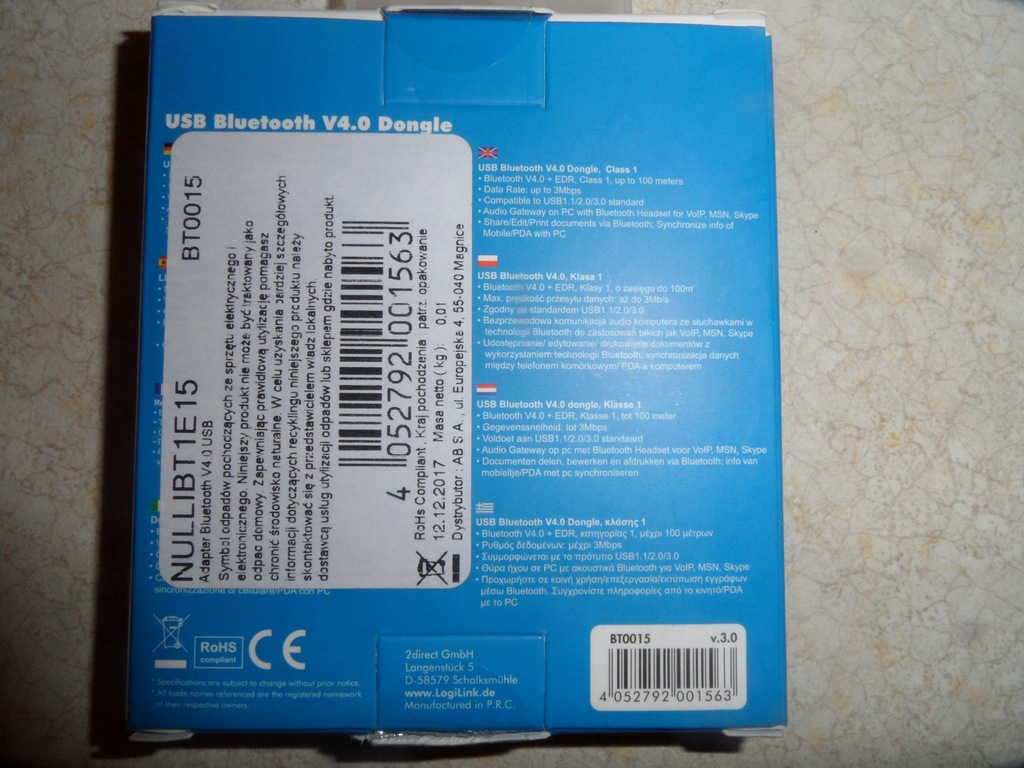 USB Bluetooth V4.0 Dongle
NULLIBT1E15 BT0015
Adapter Bluetooth V4.0 USB
Symbol odpadów pochodzących ze sprzętu elektrycznego i
elektronicznego. Niniejszy produkt nie może być traktowany jako
odpad domowy. Zapewniając prawidłową utylizację pomagasz
chronić środowisko naturalne. W celu uzyskania bardziej szczegółowych
informacji dotyczących recyklingu niniejszego produktu należy
skontaktować się z przedstawicielem władz lokalnych,
dostawcą usług utylizacji odpadów lub sklepem gdzie nabyto produkt.
4 052792 001563
RoHs Compliant, Kraj pochodzenia patrz. opakowanie
12.12.2017 Masa netto ( kg ): 0,01
Dystrybutor : AB S.A., ul. Europejska 4, 55-040 Magnice
sincronizzazione di cellulare/PDA con PC
USB Bluetooth V4.0 Dongle, Class 1
• Bluetooth V4.0 + EDR, Class 1, up to 100 meters
• Data Rate: up to 3Mbps
• Compatible to USB1.1/2.0/3.0 standard
• Audio Gateway on PC with Bluetooth Headset for VoIP, MSN, Skype
• Share/Edit/Print documents via Bluetooth; Synchronize info of
Mobile/PDA with PC
USB Bluetooth V4.0, Klasa 1
• Bluetooth V4.0 + EDR, Klasy 1, o zasięgu do 100m
• Max. prędkość przesyłu danych: aż do 3Mb/s
• Zgodny ze standardem USB1.1/2.0/3.0
• Bezprzewodowa komunikacja audio komputera ze słuchawkami w
technologii Bluetooth do zastosowań takich jak VoIP, MSN, Skype
• Udostępnianie/ edytowanie/ drukowanie dokumentów z
wykorzystaniem technologii Bluetooth; synchronizacja danych
między telefonem komórkowym/ PDA a komputerem
USB Bluetooth V4.0 dongle, Klasse 1
• Bluetooth V4.0 + EDR, Klasse 1, tot 100 meter
• Gegevenssnelheid: tot 3Mbps
• Voldoet aan USB1.1/2.0/3.0 standaard
• Audio Gateway op pc met Bluetooth Headset voor VoIP, MSN, Skype
• Documenten delen, bewerken en afdrukken via Bluetooth; info van
mobieltje/PDA met pc synchroniseren
USB Bluetooth V4.0 Dongle, κλάσης 1
• Bluetooth V4.0 + EDR, κατηγορίας 1, μέχρι 100 μέτρων
• Ρυθμός δεδομένων: μέχρι 3Mbps
• Συμμορφώνεται με το πρότυπο USB1.1/2.0/3.0
• Θύρα ήχου σε PC με ακουστικά Bluetooth για VoIP, MSN, Skype
• Προχωρήστε σε κοινή χρήση/επεξεργασία/εκτύπωση εγγράφων
μέσω Bluetooth. Συγχρονίστε πληροφορίες από το κινητό/PDA
με το PC
RoHS
compliant
CE
* Specifications are subject to change without prior notice.
* All trade names referenced are the registered nomework
of their respective owners.
2direct GmbH
Langenstück 5
D-58579 Schalksmühle
www.LogiLink.de
Manufactured in P.R.C.
BT0015 v.3.0
4 052792 001563